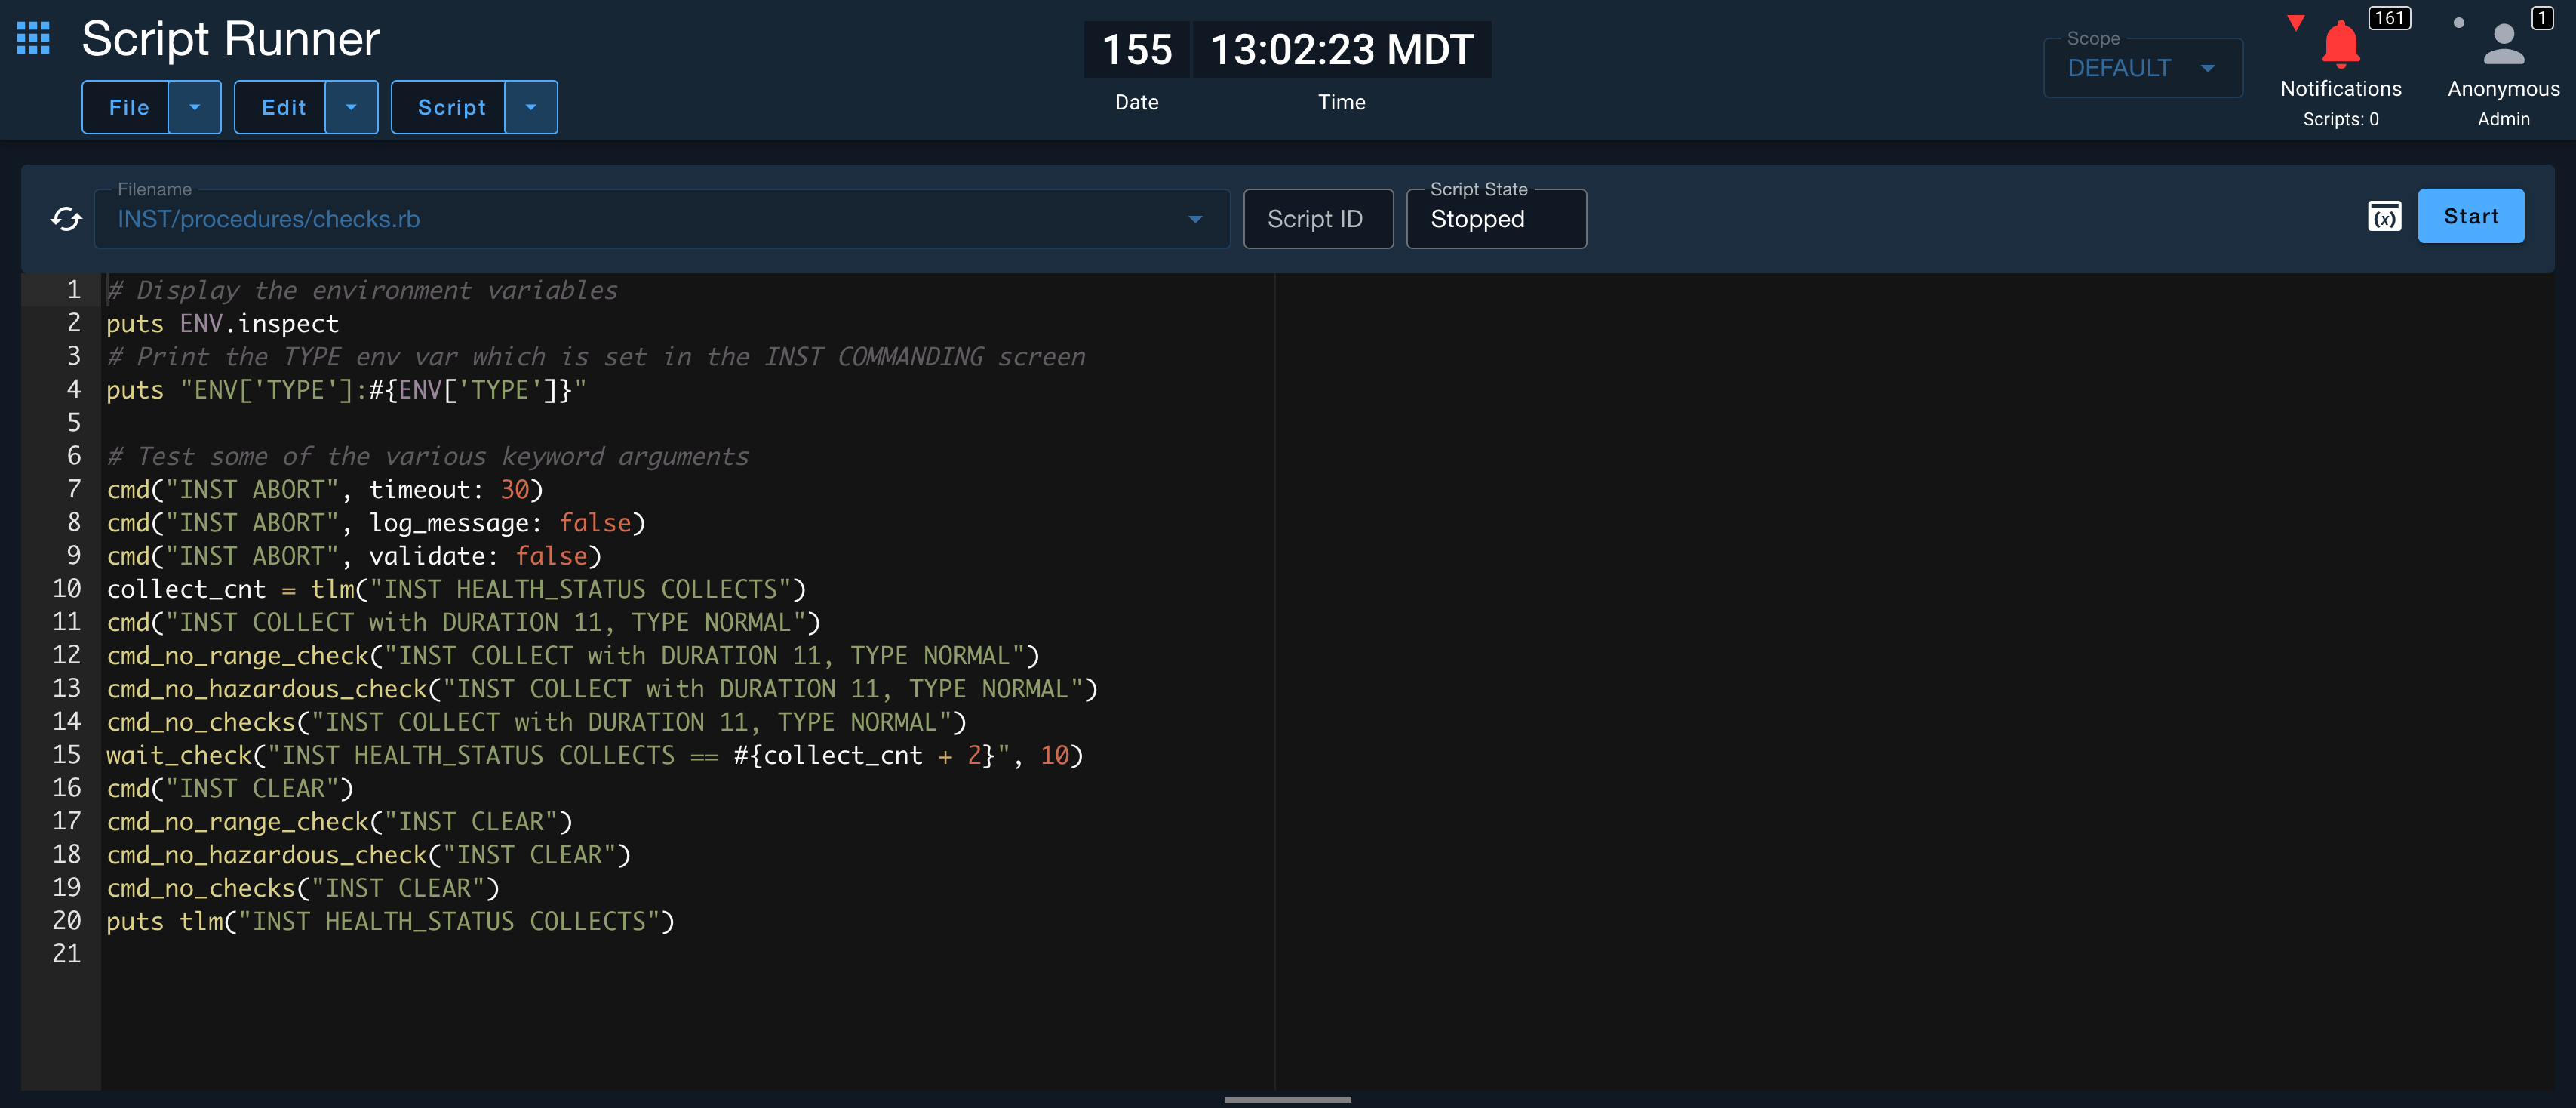 Script Runner
File
Edit
Script
155
13:02:23 MDT
Date
Time
Scope
DEFAULT
161
Notifications
Scripts: 0
1
Anonymous
Admin
Filename
INST/procedures/checks.rb
Script ID
Script State
Stopped
(x)
Start
1 # Display the environment variables
2 puts ENV.inspect
3 # Print the TYPE env var which is set in the INST COMMANDING screen
4 puts "ENV['TYPE']:#{ENV['TYPE']}"
5
6 # Test some of the various keyword arguments
7 cmd("INST ABORT", timeout: 30)
8 cmd("INST ABORT", log_message: false)
9 cmd("INST ABORT", validate: false)
10 collect_cnt = tlm("INST HEALTH_STATUS COLLECTS")
11 cmd("INST COLLECT with DURATION 11, TYPE NORMAL")
12 cmd_no_range_check("INST COLLECT with DURATION 11, TYPE NORMAL")
13 cmd_no_hazardous_check("INST COLLECT with DURATION 11, TYPE NORMAL")
14 cmd_no_checks("INST COLLECT with DURATION 11, TYPE NORMAL")
15 wait_check("INST HEALTH_STATUS COLLECTS == #{collect_cnt + 2}", 10)
16 cmd("INST CLEAR")
17 cmd_no_range_check("INST CLEAR")
18 cmd_no_hazardous_check("INST CLEAR")
19 cmd_no_checks("INST CLEAR")
20 puts tlm("INST HEALTH_STATUS COLLECTS")
21